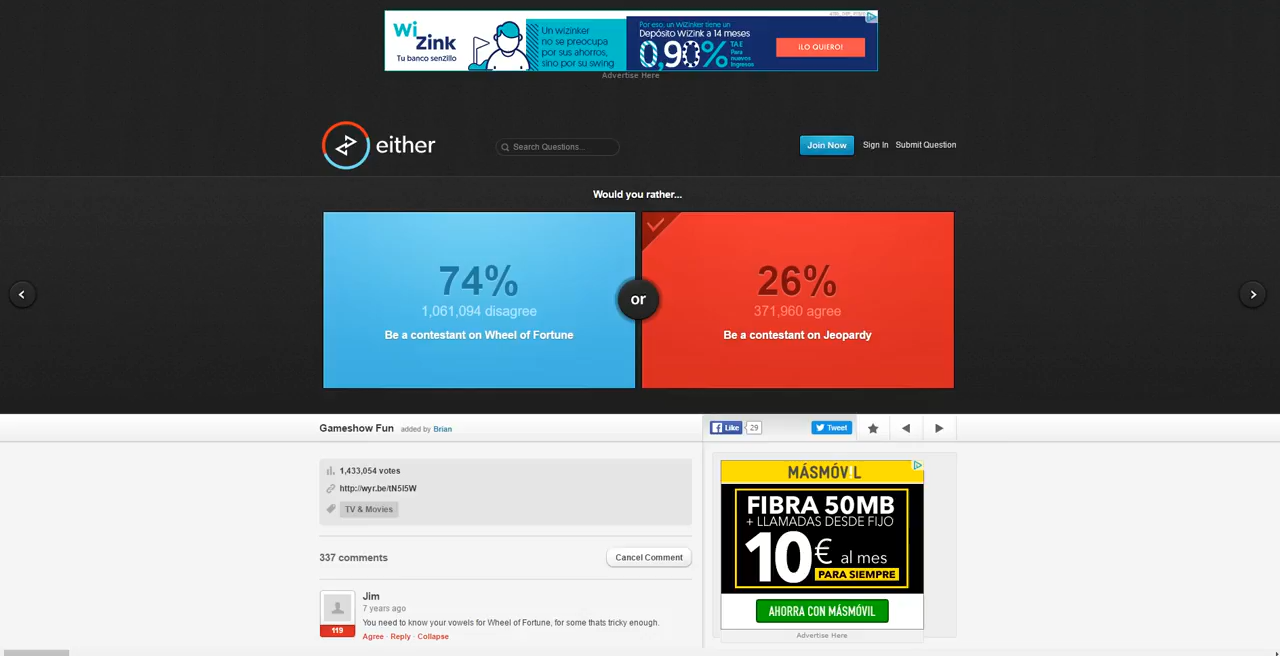 Wi
Zink
Tu banco senzillo
Un wizinker
no se preocupa
por sus ahorros,
sino por su swing
Por eso, un WiZinker tiene un
Depósito WiZink a 14 meses
0,90%
TAE
Para
nuevos
Ingresos
¡LO QUIERO!
Advertise Here
either
Search Questions...
Join Now
Sign In
Submit Question
Would you rather...
74%
1,061,094 disagree
Be a contestant on Wheel of Fortune
or
26%
371,960 agree
Be a contestant on Jeopardy
Gameshow Fun added by Brian
Like
29
Tweet
1,433,054 votes
http://wyr.be/tN5I5W
TV & Movies
337 comments
Cancel Comment
Jim
7 years ago
You need to know your vowels for Wheel of Fortune, for some thats tricky enough.
119
Agree · Reply · Collapse
MÁSMÓVIL
FIBRA 50MB
+ LLAMADAS DESDE FIJO
10€ al mes
PARA SIEMPRE
AHORRA CON MÁSMÓVIL
Advertise Here